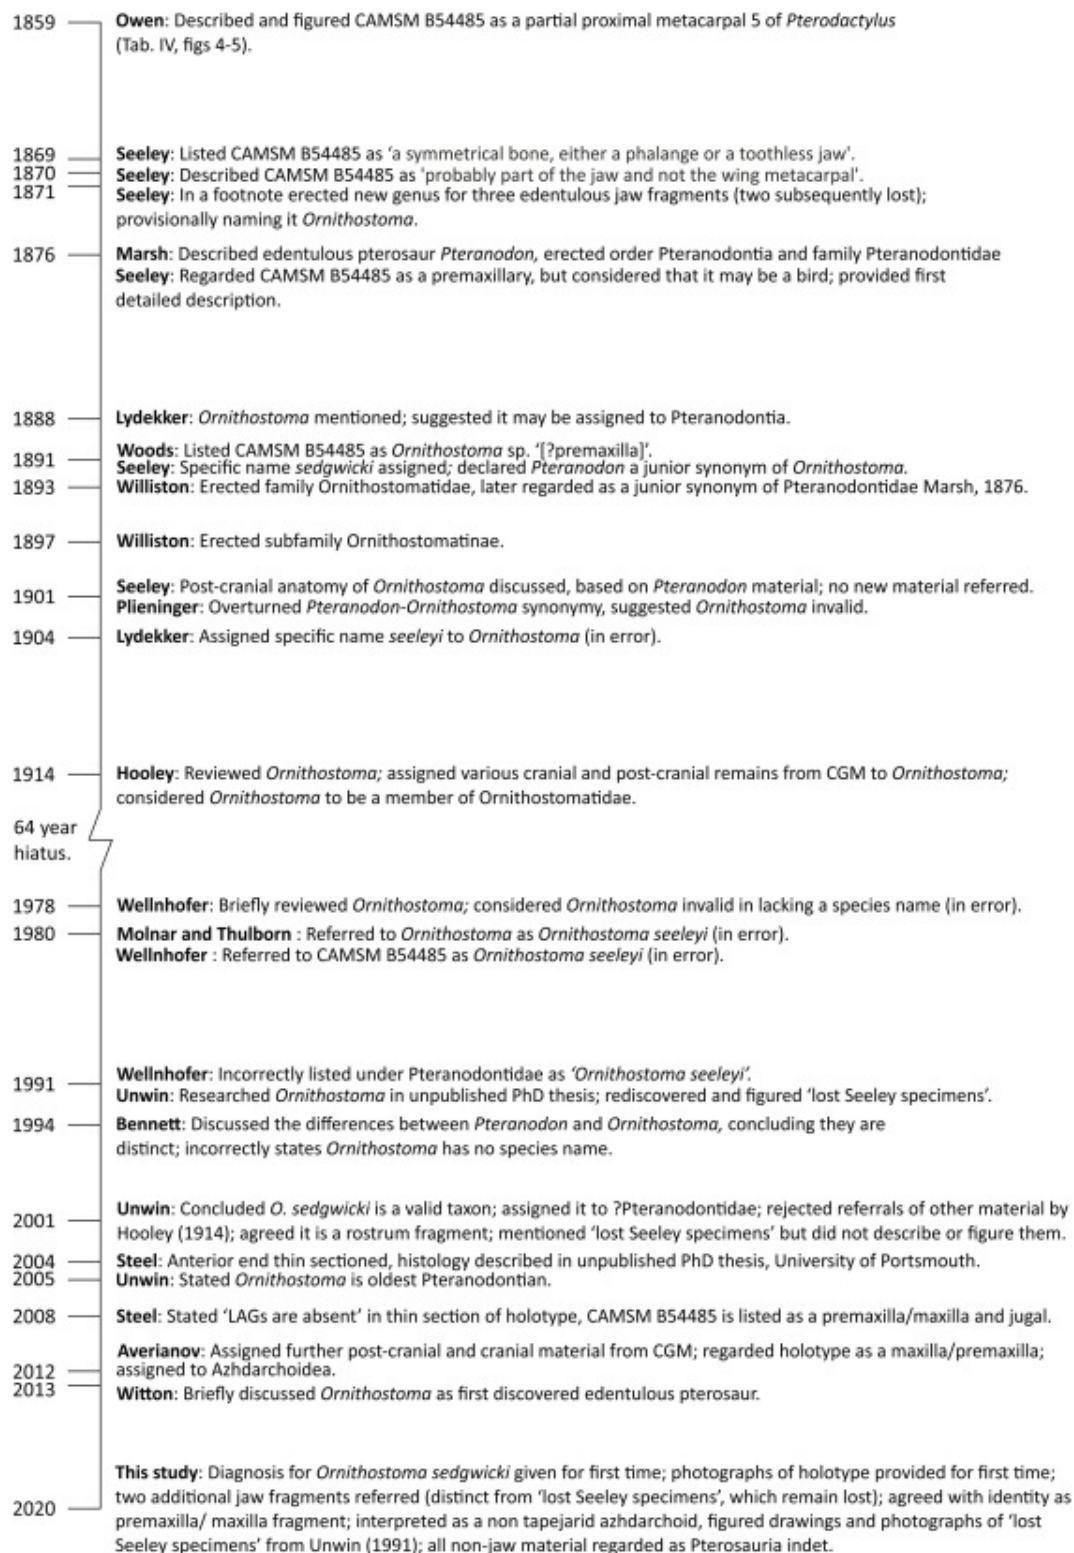 1859 Owen: Described and figured CAMSM B54485 as a partial proximal metacarpal 5 of Pterodactylus
(Tab. IV, figs 4-5).
1869 Seeley: Listed CAMSM B54485 as 'a symmetrical bone, either a phalange or a toothless jaw'.
1870 Seeley: Described CAMSM B54485 as 'probably part of the jaw and not the wing metacarpal'.
1871 Seeley: In a footnote erected new genus for three edentulous jaw fragments (two subsequently lost);
provisionally naming it Ornithostoma.
1876 Marsh: Described edentulous pterosaur Pteranodon, erected order Pteranodontia and family Pteranodontidae
Seeley: Regarded CAMSM B54485 as a premaxillary, but considered that it may be a bird; provided first
detailed description.
1888 Lydekker: Ornithostoma mentioned; suggested it may be assigned to Pteranodontia.
Woods: Listed CAMSM B54485 as Ornithostoma sp. '[?premaxilla]'.
1891 Seeley: Specific name sedgwicki assigned; declared Pteranodon a junior synonym of Ornithostoma.
1893 Williston: Erected family Ornithostomatidae, later regarded as a junior synonym of Pteranodontidae Marsh, 1876.
1897 Williston: Erected subfamily Ornithostomatinae.
Seeley: Post-cranial anatomy of Ornithostoma discussed, based on Pteranodon material; no new material referred.
1901 Plieninger: Overturned Pteranodon-Ornithostoma synonymy, suggested Ornithostoma invalid.
1904 Lydekker: Assigned specific name seeleyi to Ornithostoma (in error).
1914 Hooley: Reviewed Ornithostoma; assigned various cranial and post-cranial remains from CGM to Ornithostoma;
considered Ornithostoma to be a member of Ornithostomatidae.
64 year
hiatus.
1978 Wellnhofer: Briefly reviewed Ornithostoma; considered Ornithostoma invalid in lacking a species name (in error).
1980 Molnar and Thulborn : Referred to Ornithostoma as Ornithostoma seeleyi (in error).
Wellnhofer : Referred to CAMSM B54485 as Ornithostoma seeleyi (in error).
Wellnhofer: Incorrectly listed under Pteranodontidae as 'Ornithostoma seeleyi'.
1991 Unwin: Researched Ornithostoma in unpublished PhD thesis; rediscovered and figured 'lost Seeley specimens'.
1994 Bennett: Discussed the differences between Pteranodon and Ornithostoma, concluding they are
distinct; incorrectly states Ornithostoma has no species name.
Unwin: Concluded O. sedgwicki is a valid taxon; assigned it to ?Pteranodontidae; rejected referrals of other material by
2001 Hooley (1914); agreed it is a rostrum fragment; mentioned 'lost Seeley specimens' but did not describe or figure them.
2004 Steel: Anterior end thin sectioned, histology described in unpublished PhD thesis, University of Portsmouth.
2005 Unwin: Stated Ornithostoma is oldest Pteranodontian.
2008 Steel: Stated 'LAGs are absent' in thin section of holotype, CAMSM B54485 is listed as a premaxilla/maxilla and jugal.
Averianov: Assigned further post-cranial and cranial material from CGM; regarded holotype as a maxilla/premaxilla;
2012 assigned to Azhdarchoidea.
2013 Witton: Briefly discussed Ornithostoma as first discovered edentulous pterosaur.
This study: Diagnosis for Ornithostoma sedgwicki given for first time; photographs of holotype provided for first time;
two additional jaw fragments referred (distinct from 'lost Seeley specimens', which remain lost); agreed with identity as
2020 premaxilla/ maxilla fragment; interpreted as a non tapejarid azhdarchoid, figured drawings and photographs of 'lost
Seeley specimens' from Unwin (1991); all non-jaw material regarded as Pterosauria indet.